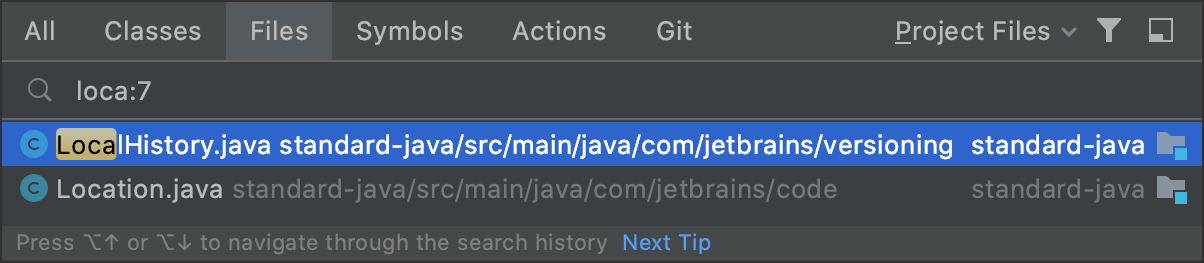 All Classes Files Symbols Actions Git Project Files
loca:7
C LocalHistory.java standard-java/src/main/java/com/jetbrains/versioning standard-java
C Location.java standard-java/src/main/java/com/jetbrains/code standard-java
Press ⌥↑ or ⌥↓ to navigate through the search history Next Tip